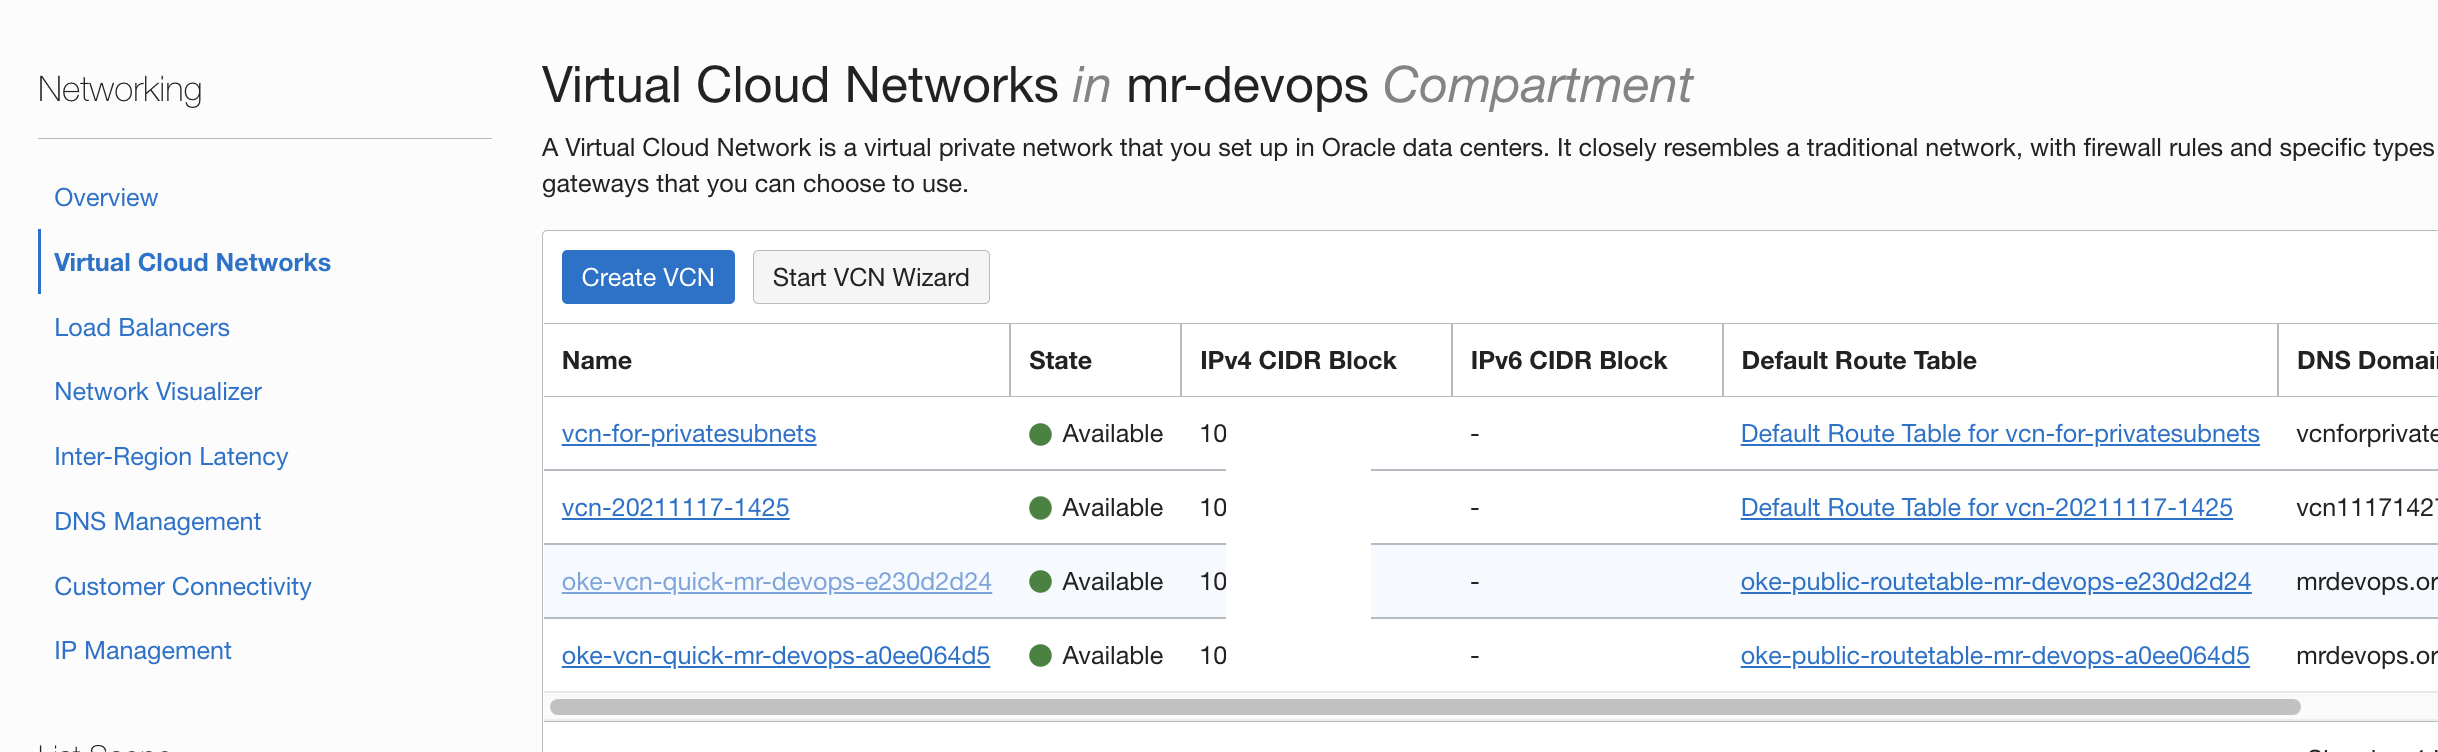 Networking
Overview
Virtual Cloud Networks
Load Balancers
Network Visualizer
Inter-Region Latency
DNS Management
Customer Connectivity
IP Management
Virtual Cloud Networks in mr-devops Compartment
A Virtual Cloud Network is a virtual private network that you set up in Oracle data centers. It closely resembles a traditional network, with firewall rules and specific types
gateways that you can choose to use.
Create VCN Start VCN Wizard
Name State IPv4 CIDR Block IPv6 CIDR Block Default Route Table DNS Domai
vcn-for-privatesubnets Available 10 - Default Route Table for vcn-for-privatesubnets vcnforprivate
vcn-20211117-1425 Available 10 - Default Route Table for vcn-20211117-1425 vcn1117142
oke-vcn-quick-mr-devops-e230d2d24 Available 10 - oke-public-routetable-mr-devops-e230d2d24 mrdevops.or
oke-vcn-quick-mr-devops-a0ee064d5 Available 10 - oke-public-routetable-mr-devops-a0ee064d5 mrdevops.or